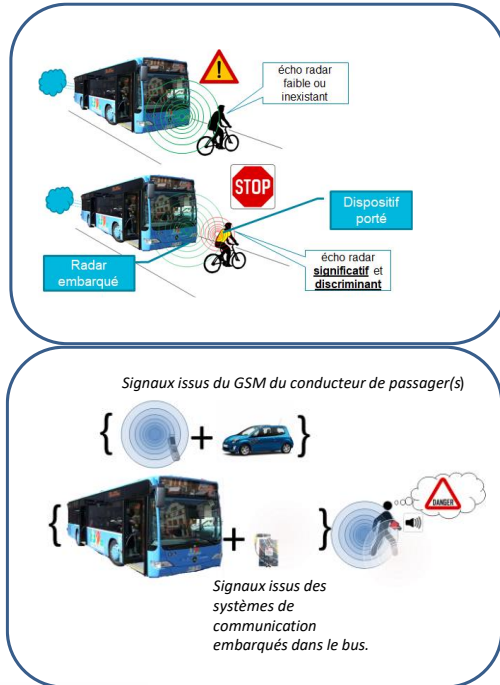 écho radar
faible ou
inexistant
STOP
Dispositif
porté
Radar
embarqué
écho radar
significatif et
discriminant
Signaux issus du GSM du conducteur de passager(s)
{ + }
DANGER
{ + }
Signaux issus des
systèmes de
communication
embarqués dans le bus.